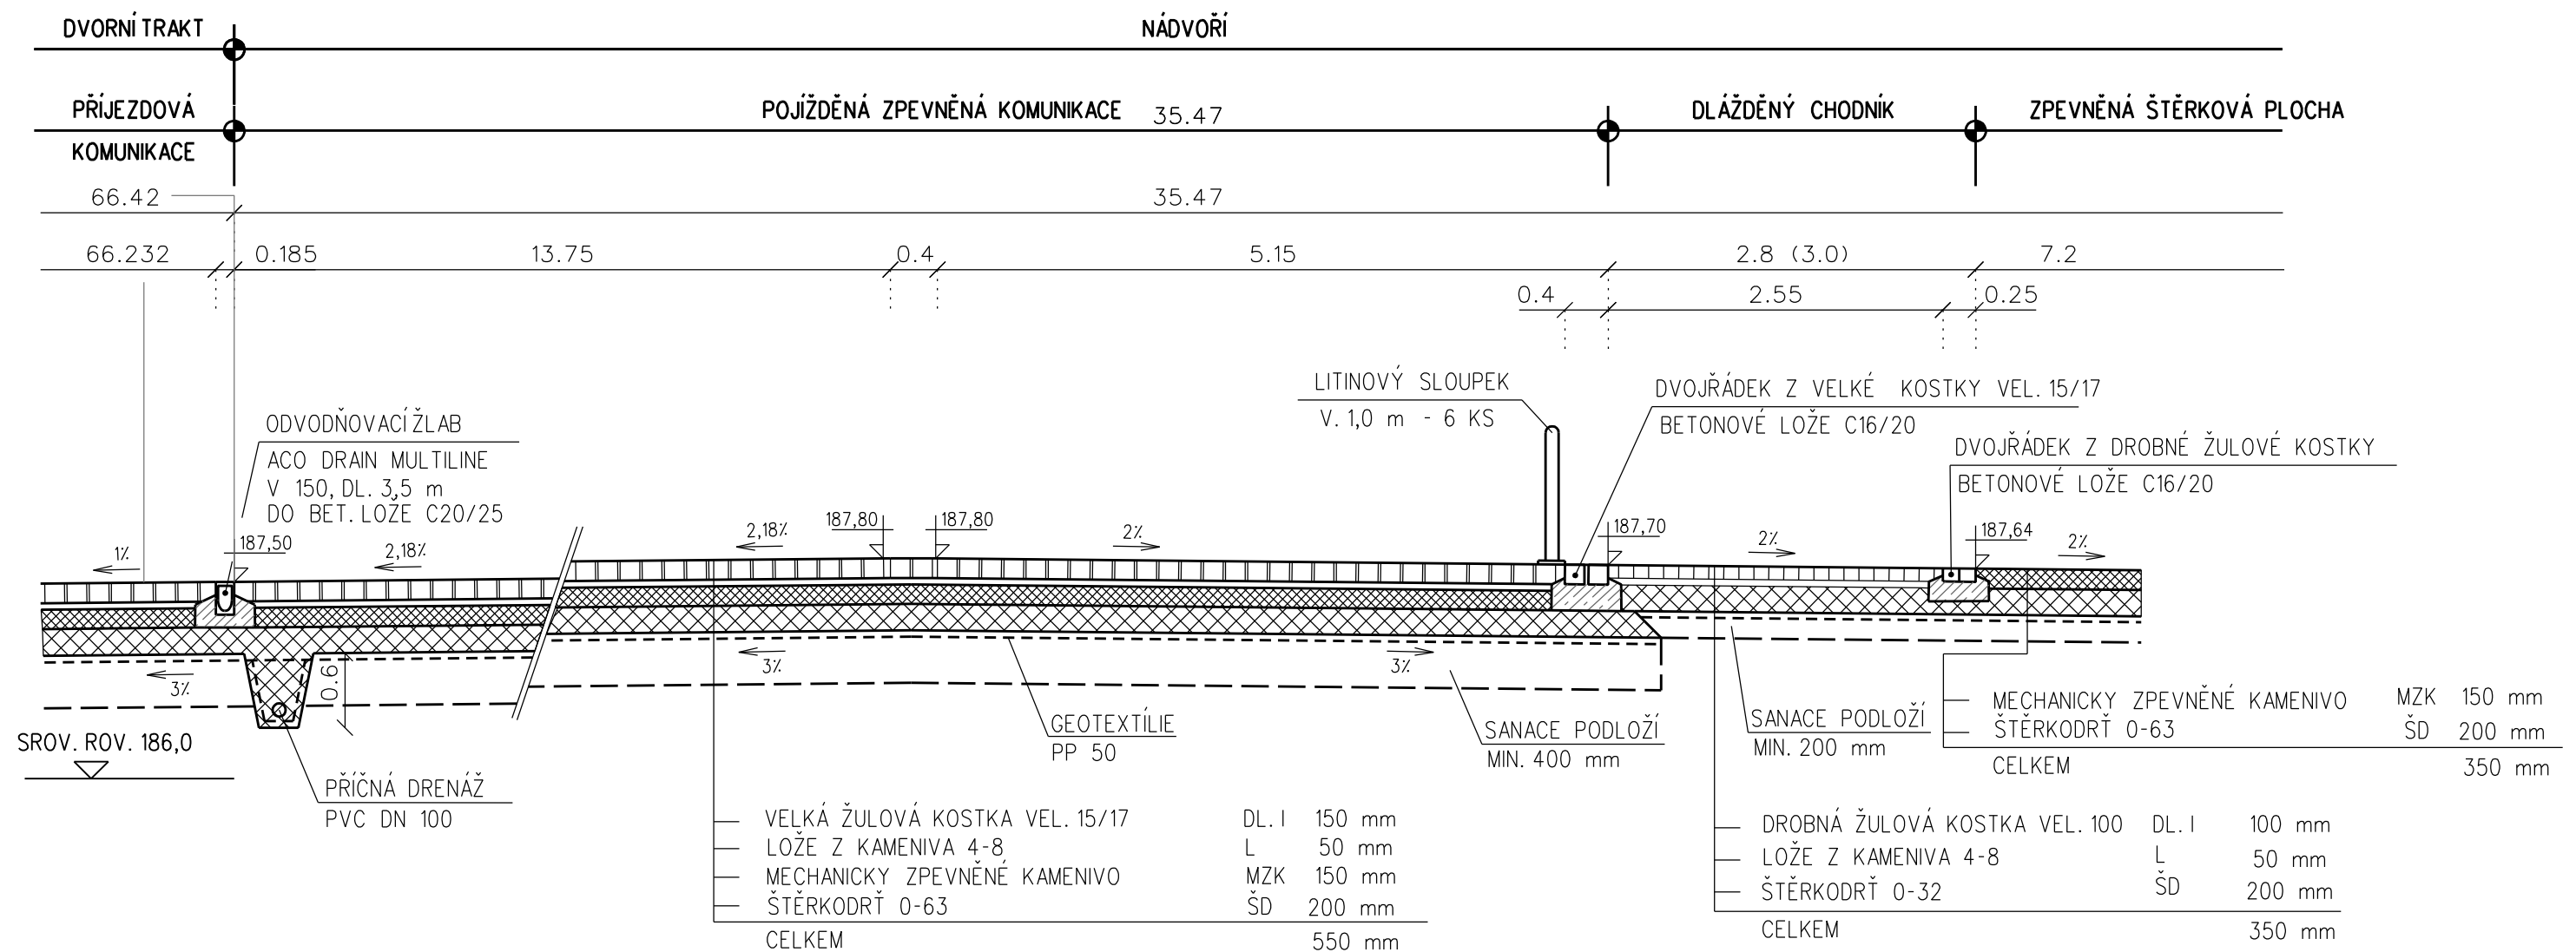 DVORNÍ TRAKT
NÁDVOŘÍ
PŘÍJEZDOVÁ
KOMUNIKACE
POJÍŽDĚNÁ ZPEVNĚNÁ KOMUNIKACE
35.47
DLÁŽDĚNÝ CHODNÍK
ZPEVNĚNÁ ŠTĚRKOVÁ PLOCHA
66.42
35.47
66.232
0.185
13.75
0.4
5.15
2.8 (3.0)
7.2
0.4
2.55
0.25
LITINOVÝ SLOUPEK
V. 1,0 m - 6 KS
DVOJŘÁDEK Z VELKÉ KOSTKY VEL. 15/17
BETONOVÉ LOŽE C16/20
DVOJŘÁDEK Z DROBNÉ ŽULOVÉ KOSTKY
BETONOVÉ LOŽE C16/20
ODVODŇOVACÍ ŽLAB
ACO DRAIN MULTILINE
V 150, DL. 3,5 m
DO BET. LOŽE C20/25
1%
187,50
2,18%
2,18%
187,80
187,80
2%
187,70
2%
187,64
2%
3%
0.6
3%
3%
SROV. ROV. 186,0
PŘÍČNÁ DRENÁŽ
PVC DN 100
GEOTEXTÍLIE
PP 50
SANACE PODLOŽÍ
MIN. 400 mm
SANACE PODLOŽÍ
MIN. 200 mm
MECHANICKY ZPEVNĚNÉ KAMENIVO MZK 150 mm
ŠTĚRKODRŤ 0-63 ŠD 200 mm
CELKEM 350 mm
VELKÁ ŽULOVÁ KOSTKA VEL. 15/17 DL. I 150 mm
LOŽE Z KAMENIVA 4-8 L 50 mm
MECHANICKY ZPEVNĚNÉ KAMENIVO MZK 150 mm
ŠTĚRKODRŤ 0-63 ŠD 200 mm
CELKEM 550 mm
DROBNÁ ŽULOVÁ KOSTKA VEL. 100 DL. I 100 mm
LOŽE Z KAMENIVA 4-8 L 50 mm
ŠTĚRKODRŤ 0-32 ŠD 200 mm
CELKEM 350 mm